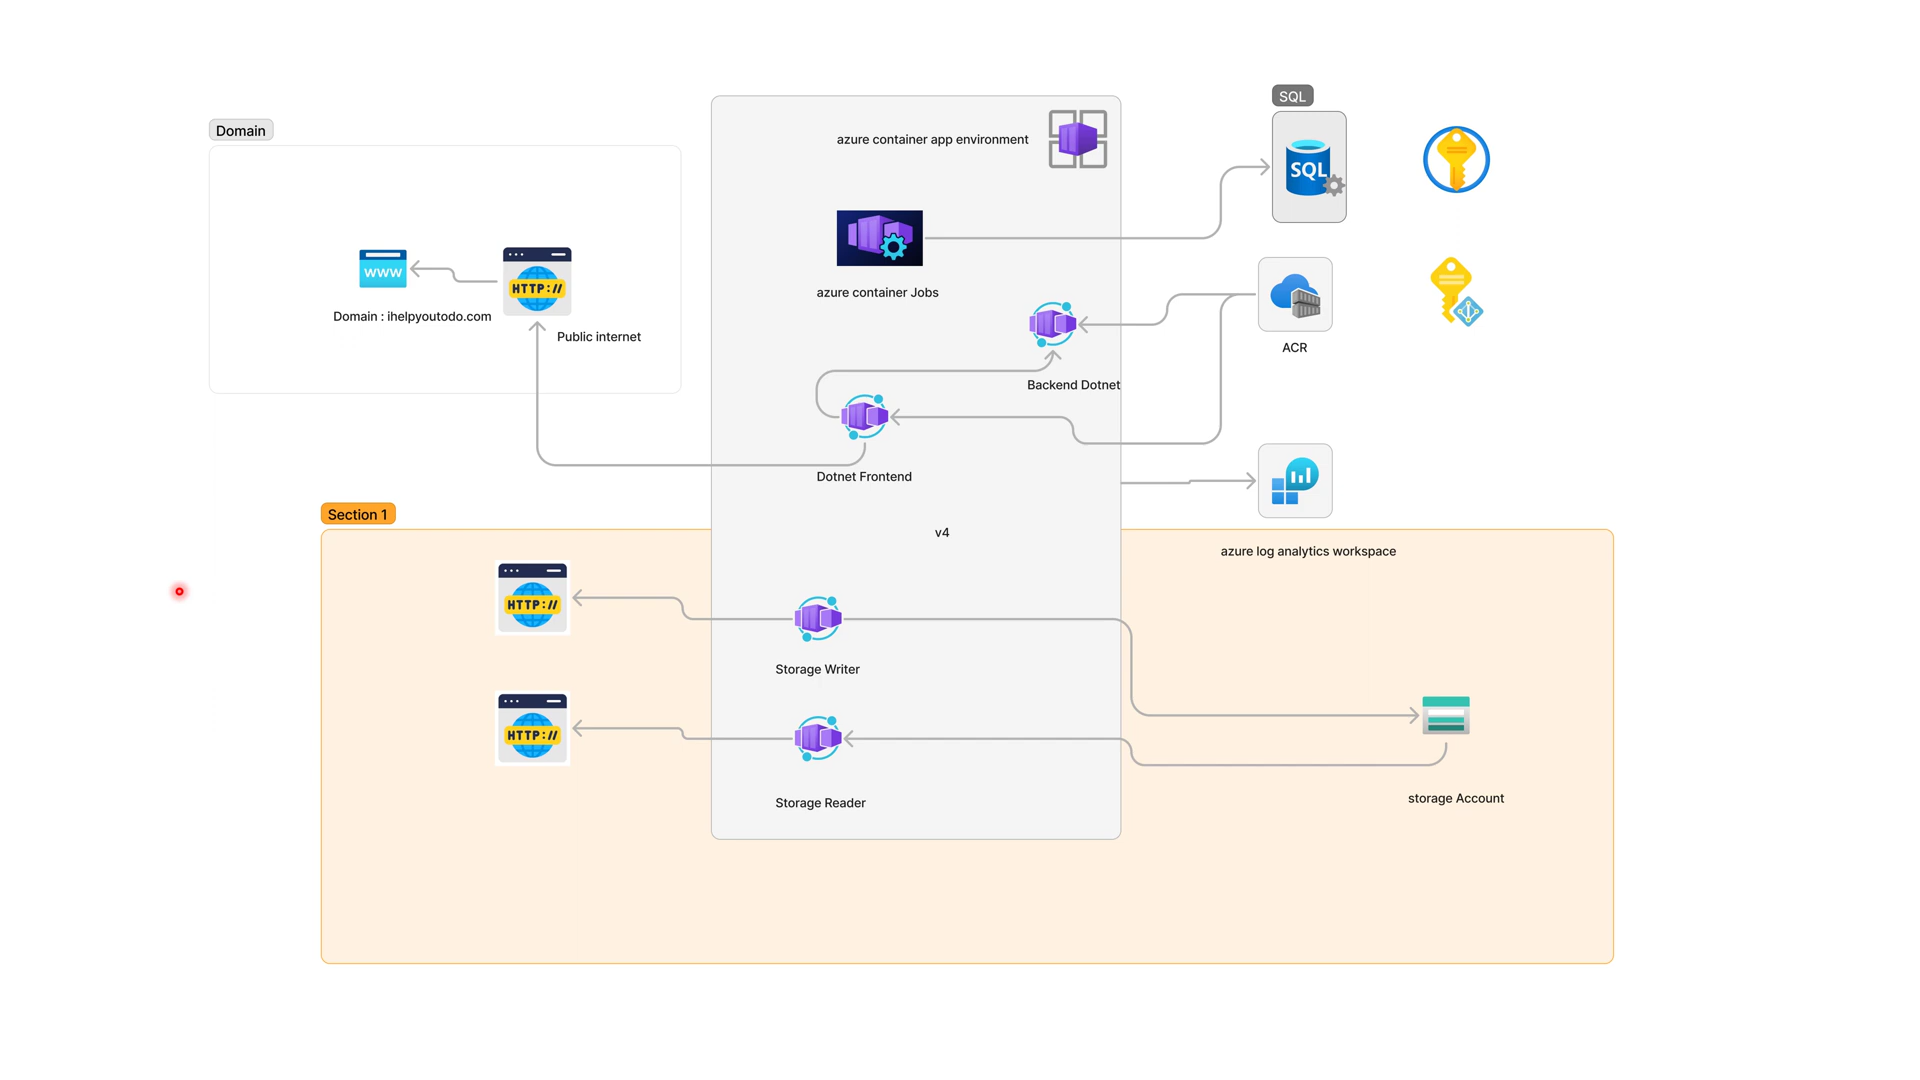 Domain
www
HTTP://
Domain : ihelpyoutodo.com
Public internet
azure container app environment
azure container Jobs
Backend Dotnet
Dotnet Frontend
v4
SQL
SQL
ACR
azure log analytics workspace
Section 1
HTTP://
Storage Writer
HTTP://
Storage Reader
storage Account